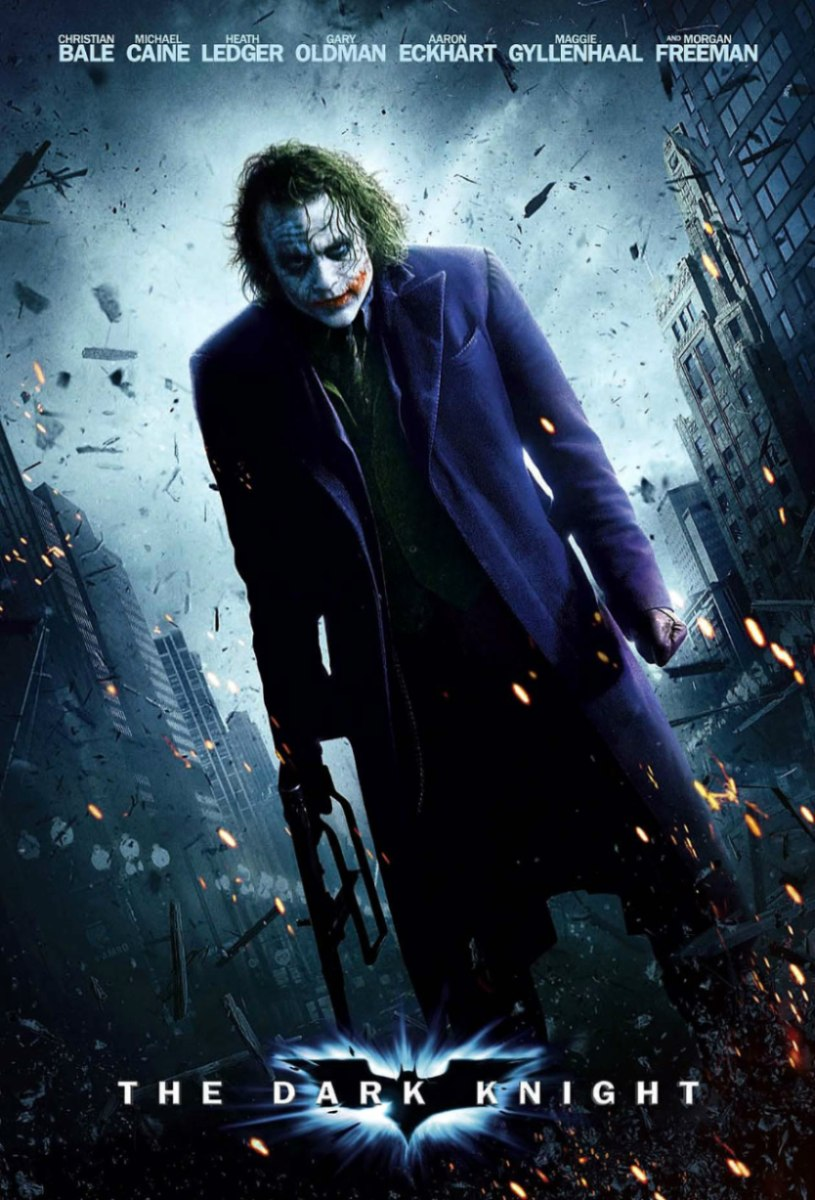 CHRISTIAN MICHAEL HEATH GARY AARON MAGGIE AND MORGAN
BALE CAINE LEDGER OLDMAN ECKHART GYLLENHAAL FREEMAN
THE DARK KNIGHT